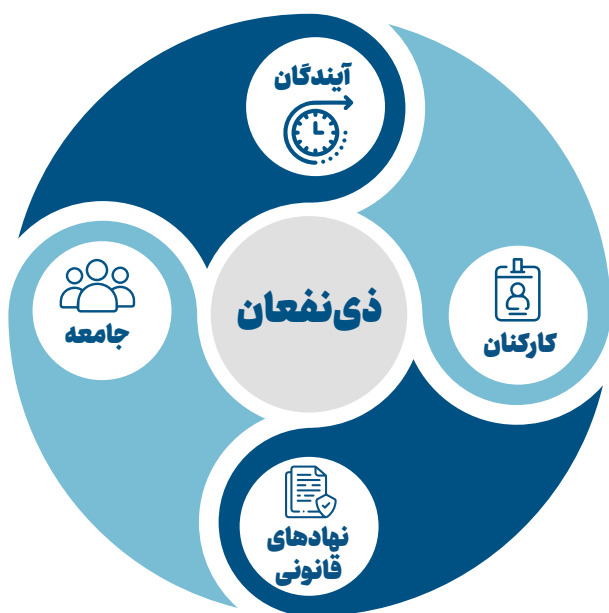 آیندگان
ذی‌نفعان
جامعه
کارکنان
نهادهای
قانونی